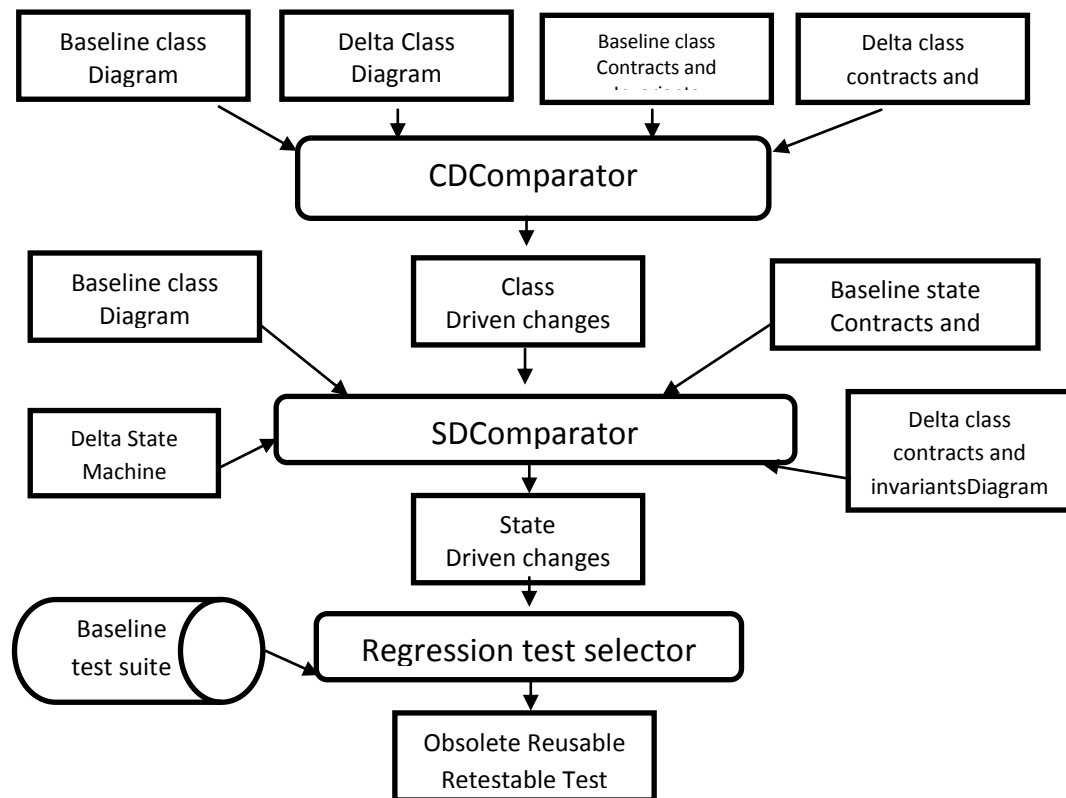 Baseline class
Diagram
Delta Class
Diagram
Baseline class
Contracts and
Delta class
contracts and
CDComparator
Baseline class
Diagram
Class
Driven changes
Baseline state
Contracts and
Delta State
Machine
SDComparator
Delta class
contracts and
invariantsDiagram
State
Driven changes
Baseline
test suite
Regression test selector
Obsolete Reusable
Retestable Test